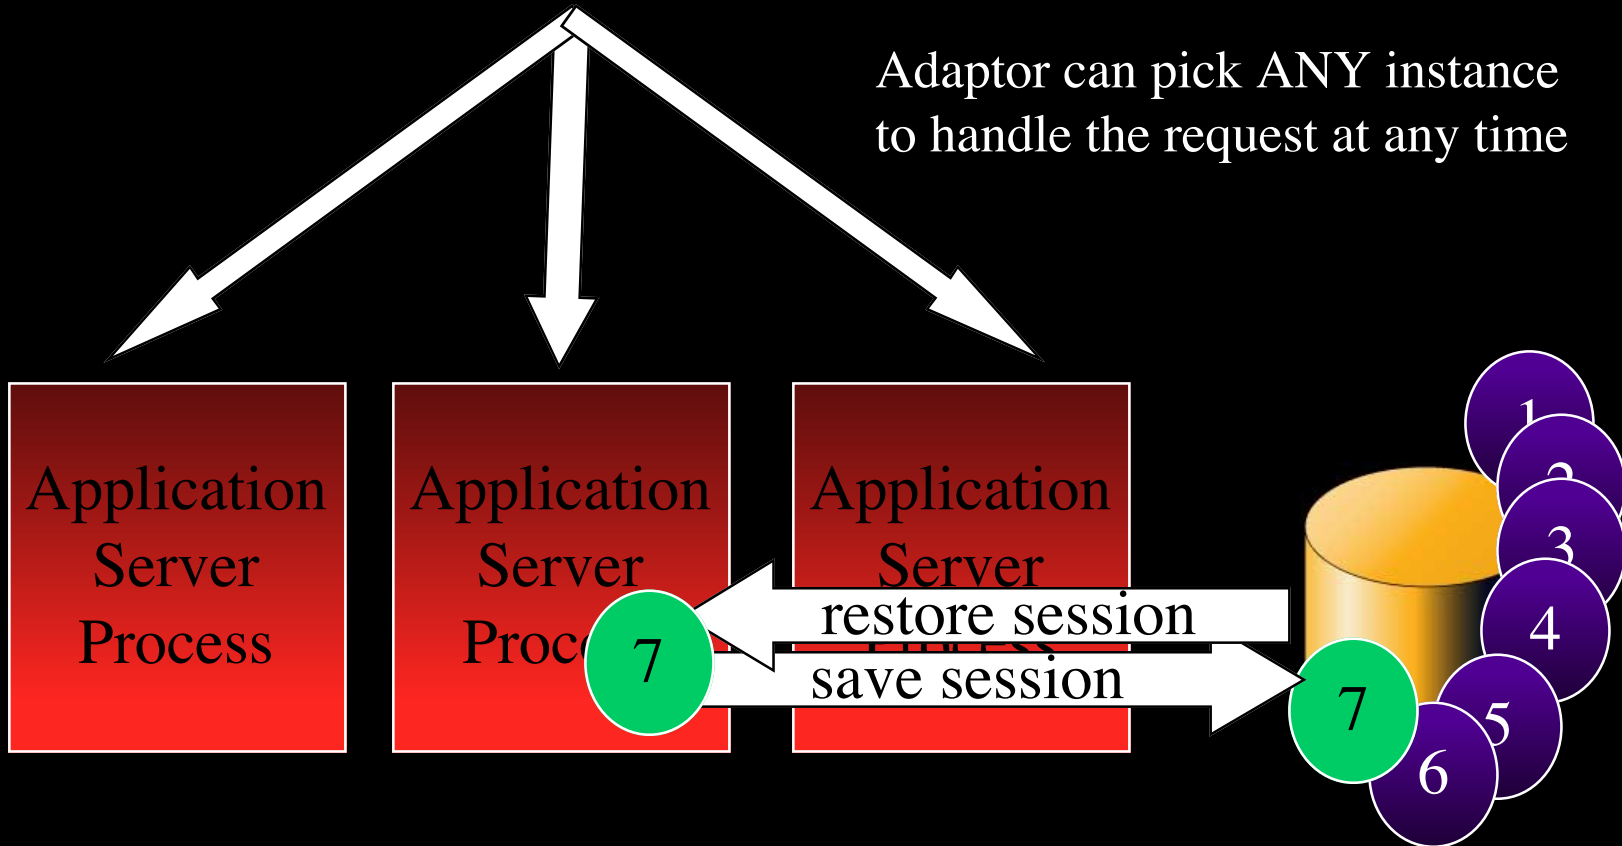 Adaptor can pick ANY instance
to handle the request at any time
Application
Server
Process
Application
Server
Application
Server
restore session
save session
7
7
1
2
3
4
5
6